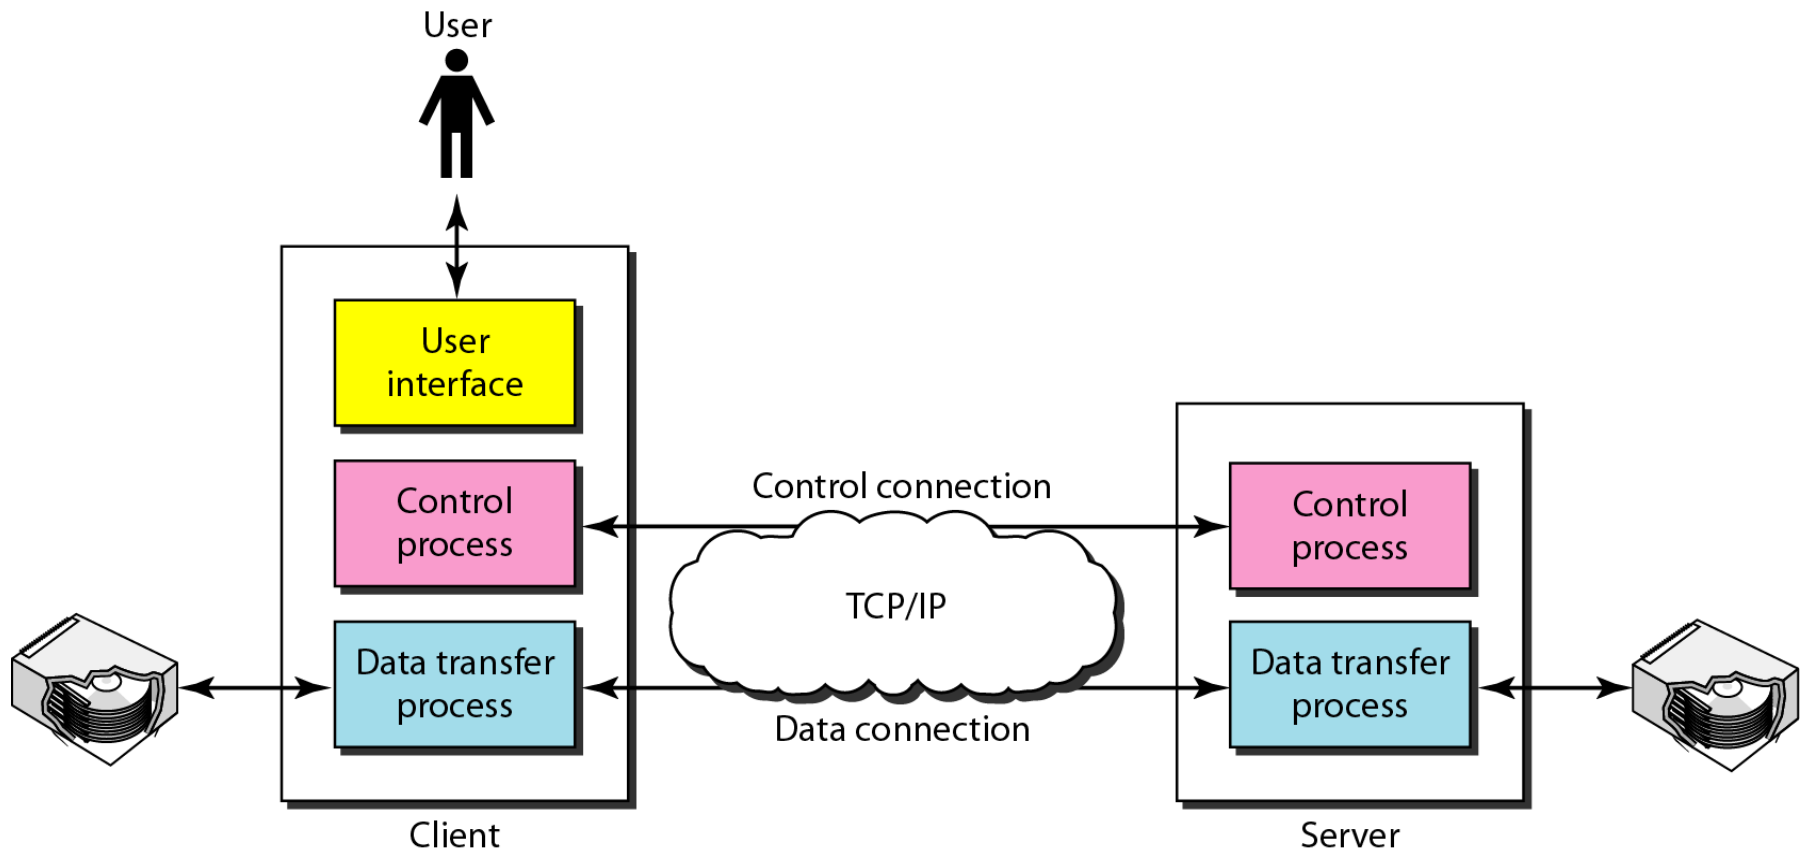 User
User
interface
Control
process
Data transfer
process
Client
Control connection
TCP/IP
Data connection
Control
process
Data transfer
process
Server